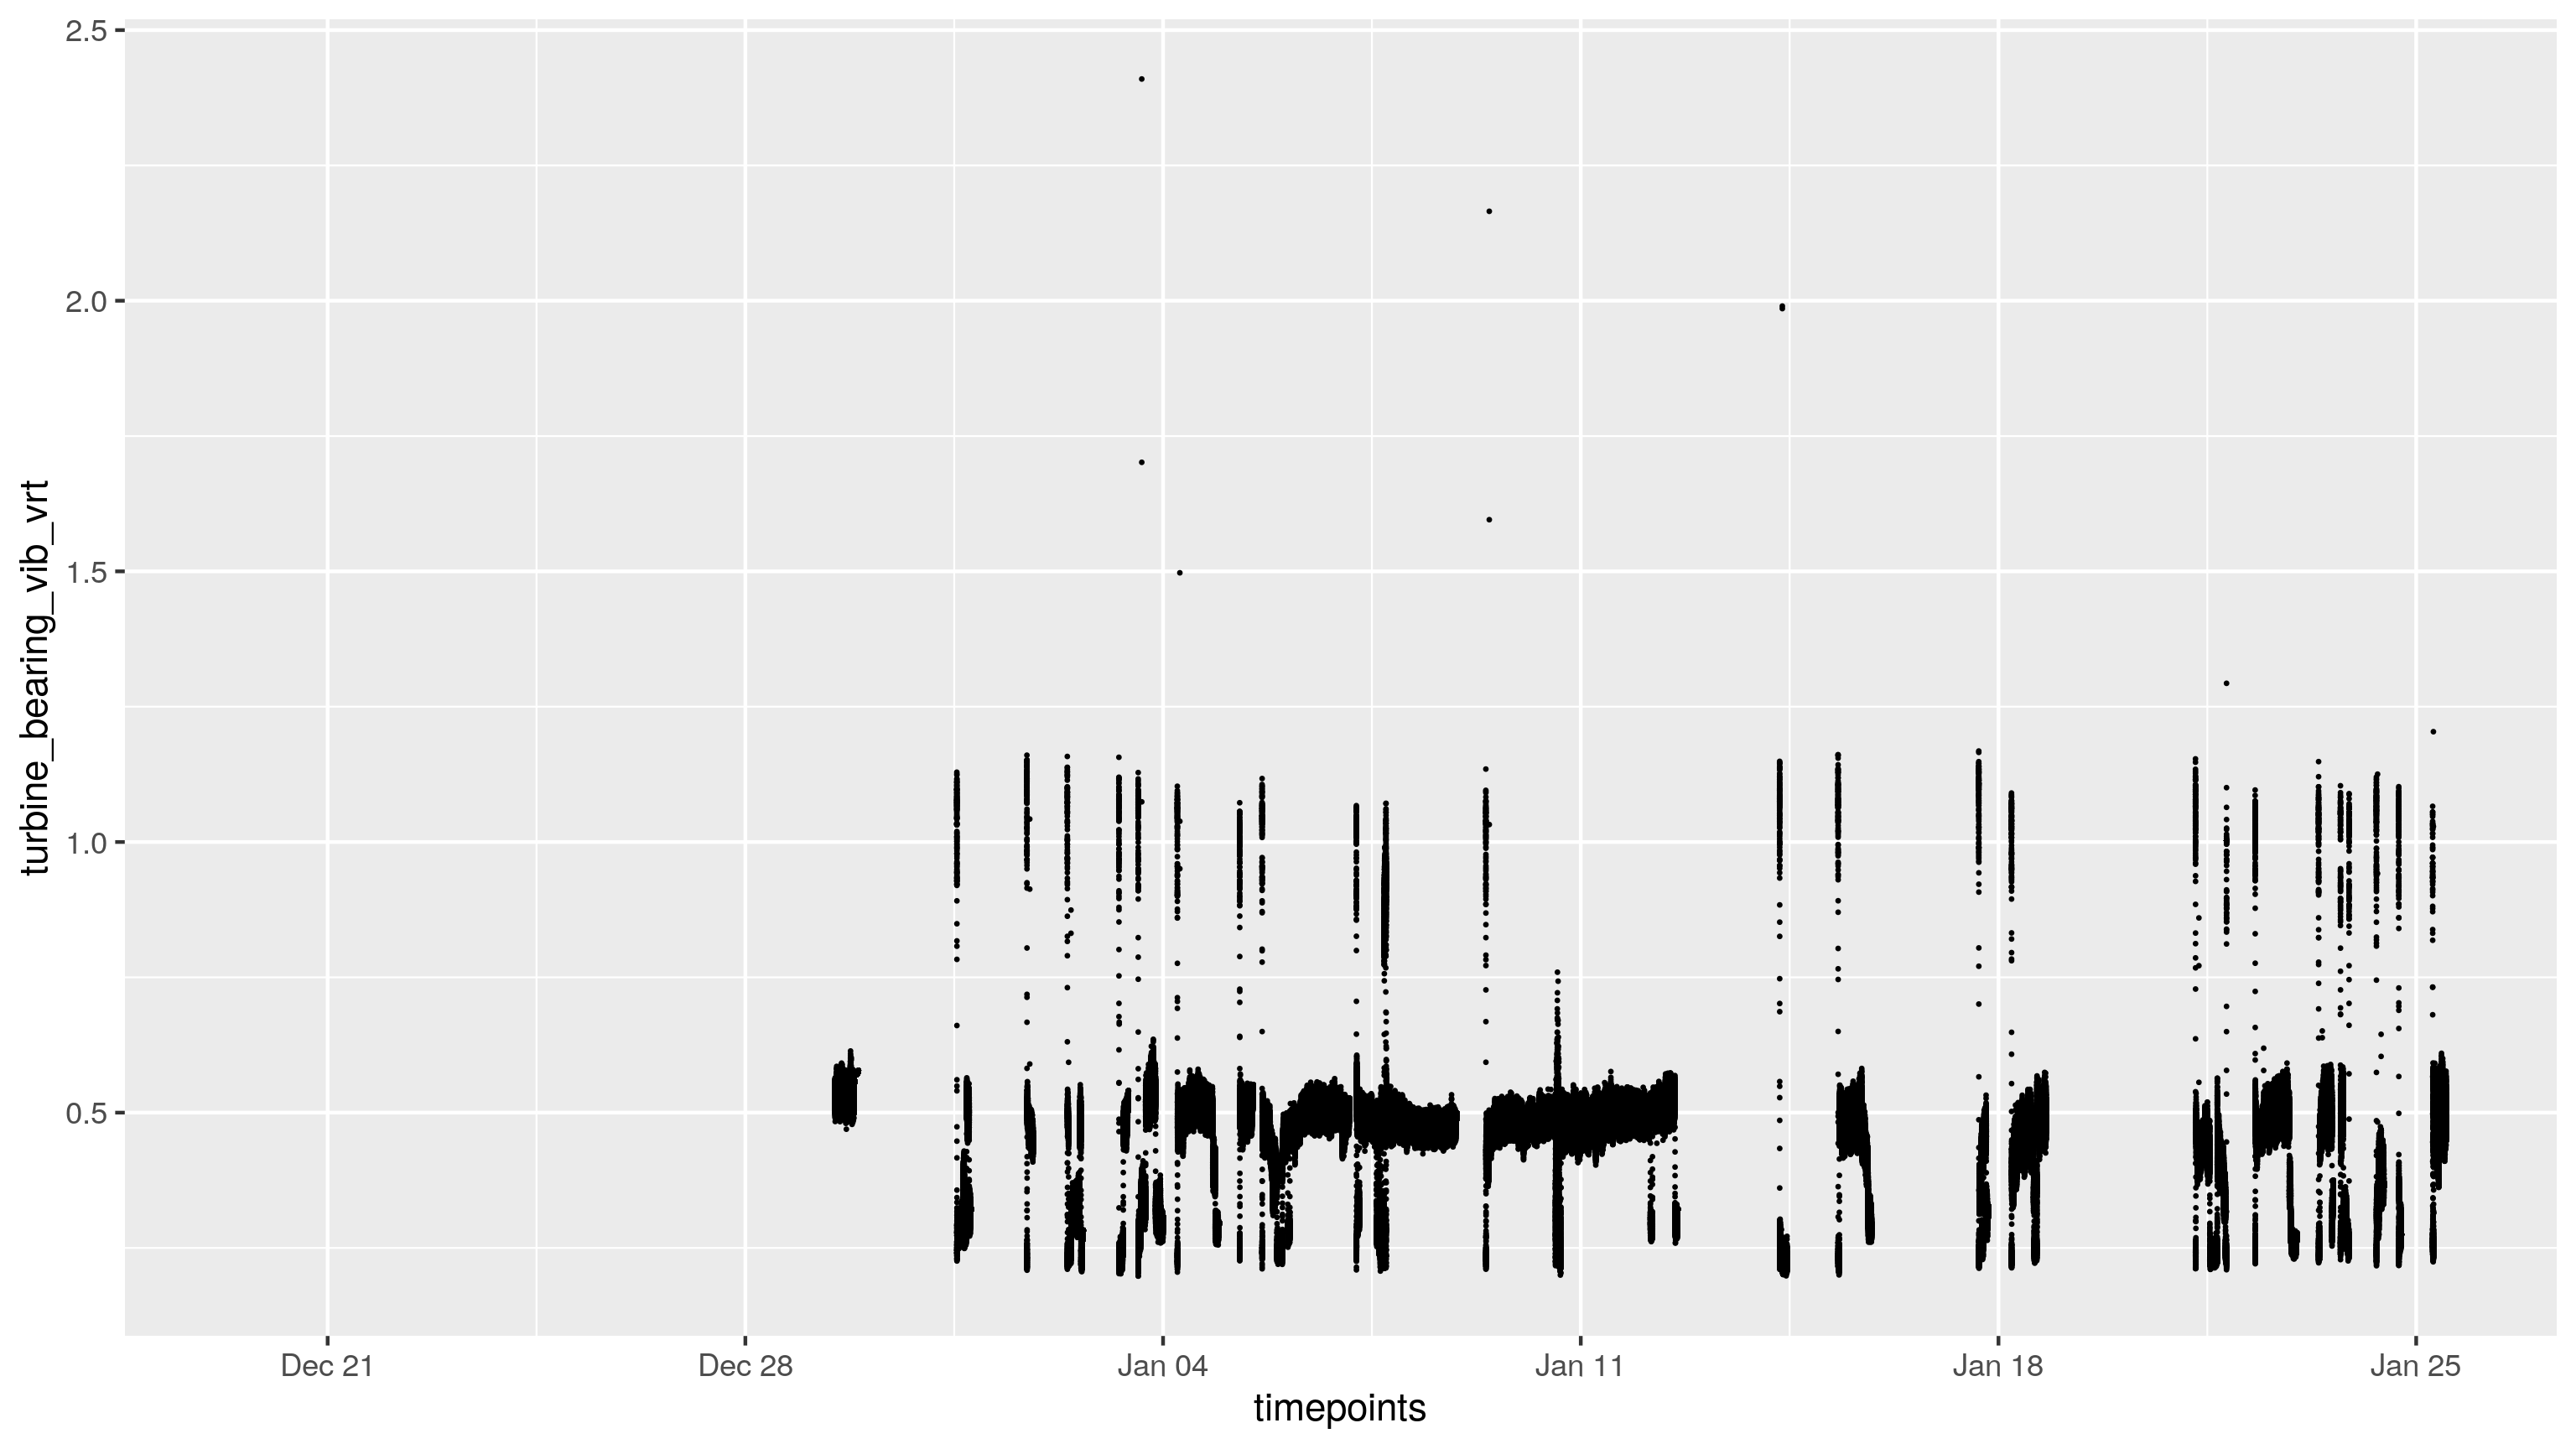 2.5
2.0
1.5
1.0
0.5
turbine_bearing_vib_vrt
Dec 21
Dec 28
Jan 04
Jan 11
Jan 18
Jan 25
timepoints